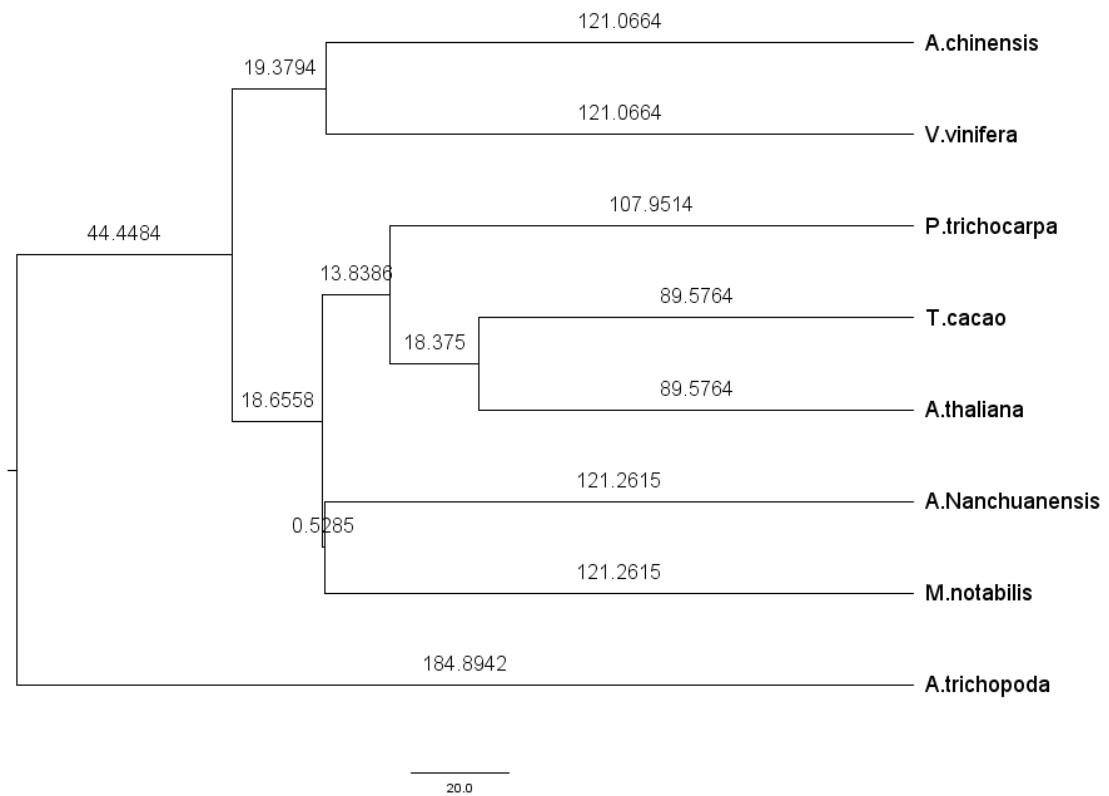 121.0664
A.chinensis
19.3794
121.0664
V.vinifera
107.9514
P.trichocarpa
44.4484
13.8386
89.5764
T.cacao
18.375
89.5764
A.thaliana
18.6558
121.2615
A.Nanchuanensis
0.5285
121.2615
M.notabilis
184.8942
A.trichopoda
20.0